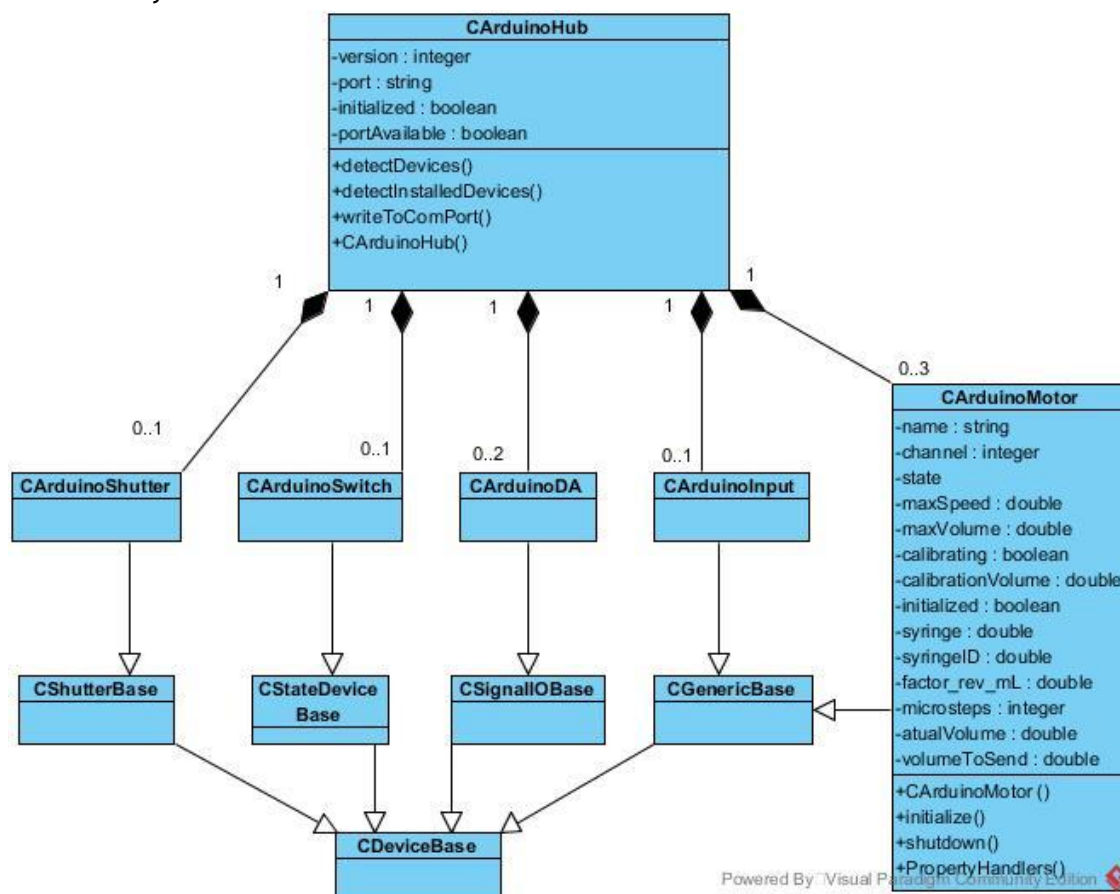 CArduinoHub
-version : integer
-port : string
-initialized : boolean
-portAvailable : boolean
+detectDevices()
+detectInstalledDevices()
+writeToComPort()
+CArduinoHub()
1
1
1
1
1
0..1
0..1
0..2
0..1
0..3
CArduinoShutter
CArduinoSwitch
CArduinoDA
CArduinoInput
CArduinoMotor
-name : string
-channel : integer
-state
-maxSpeed : double
-maxVolume : double
-calibrating : boolean
-calibrationVolume : double
-initialized : boolean
-syringe : double
-syringeID : double
-factor_rev_mL : double
-microsteps : integer
-atualVolume : double
-volumeToSend : double
+CArduinoMotor ()
+initialize()
+shutdown()
+PropertyHandlers()
CShutterBase
CStateDevice
Base
CSignalIOBase
CGenericBase
CDeviceBase
Powered By Visual Paradigm Community Edition